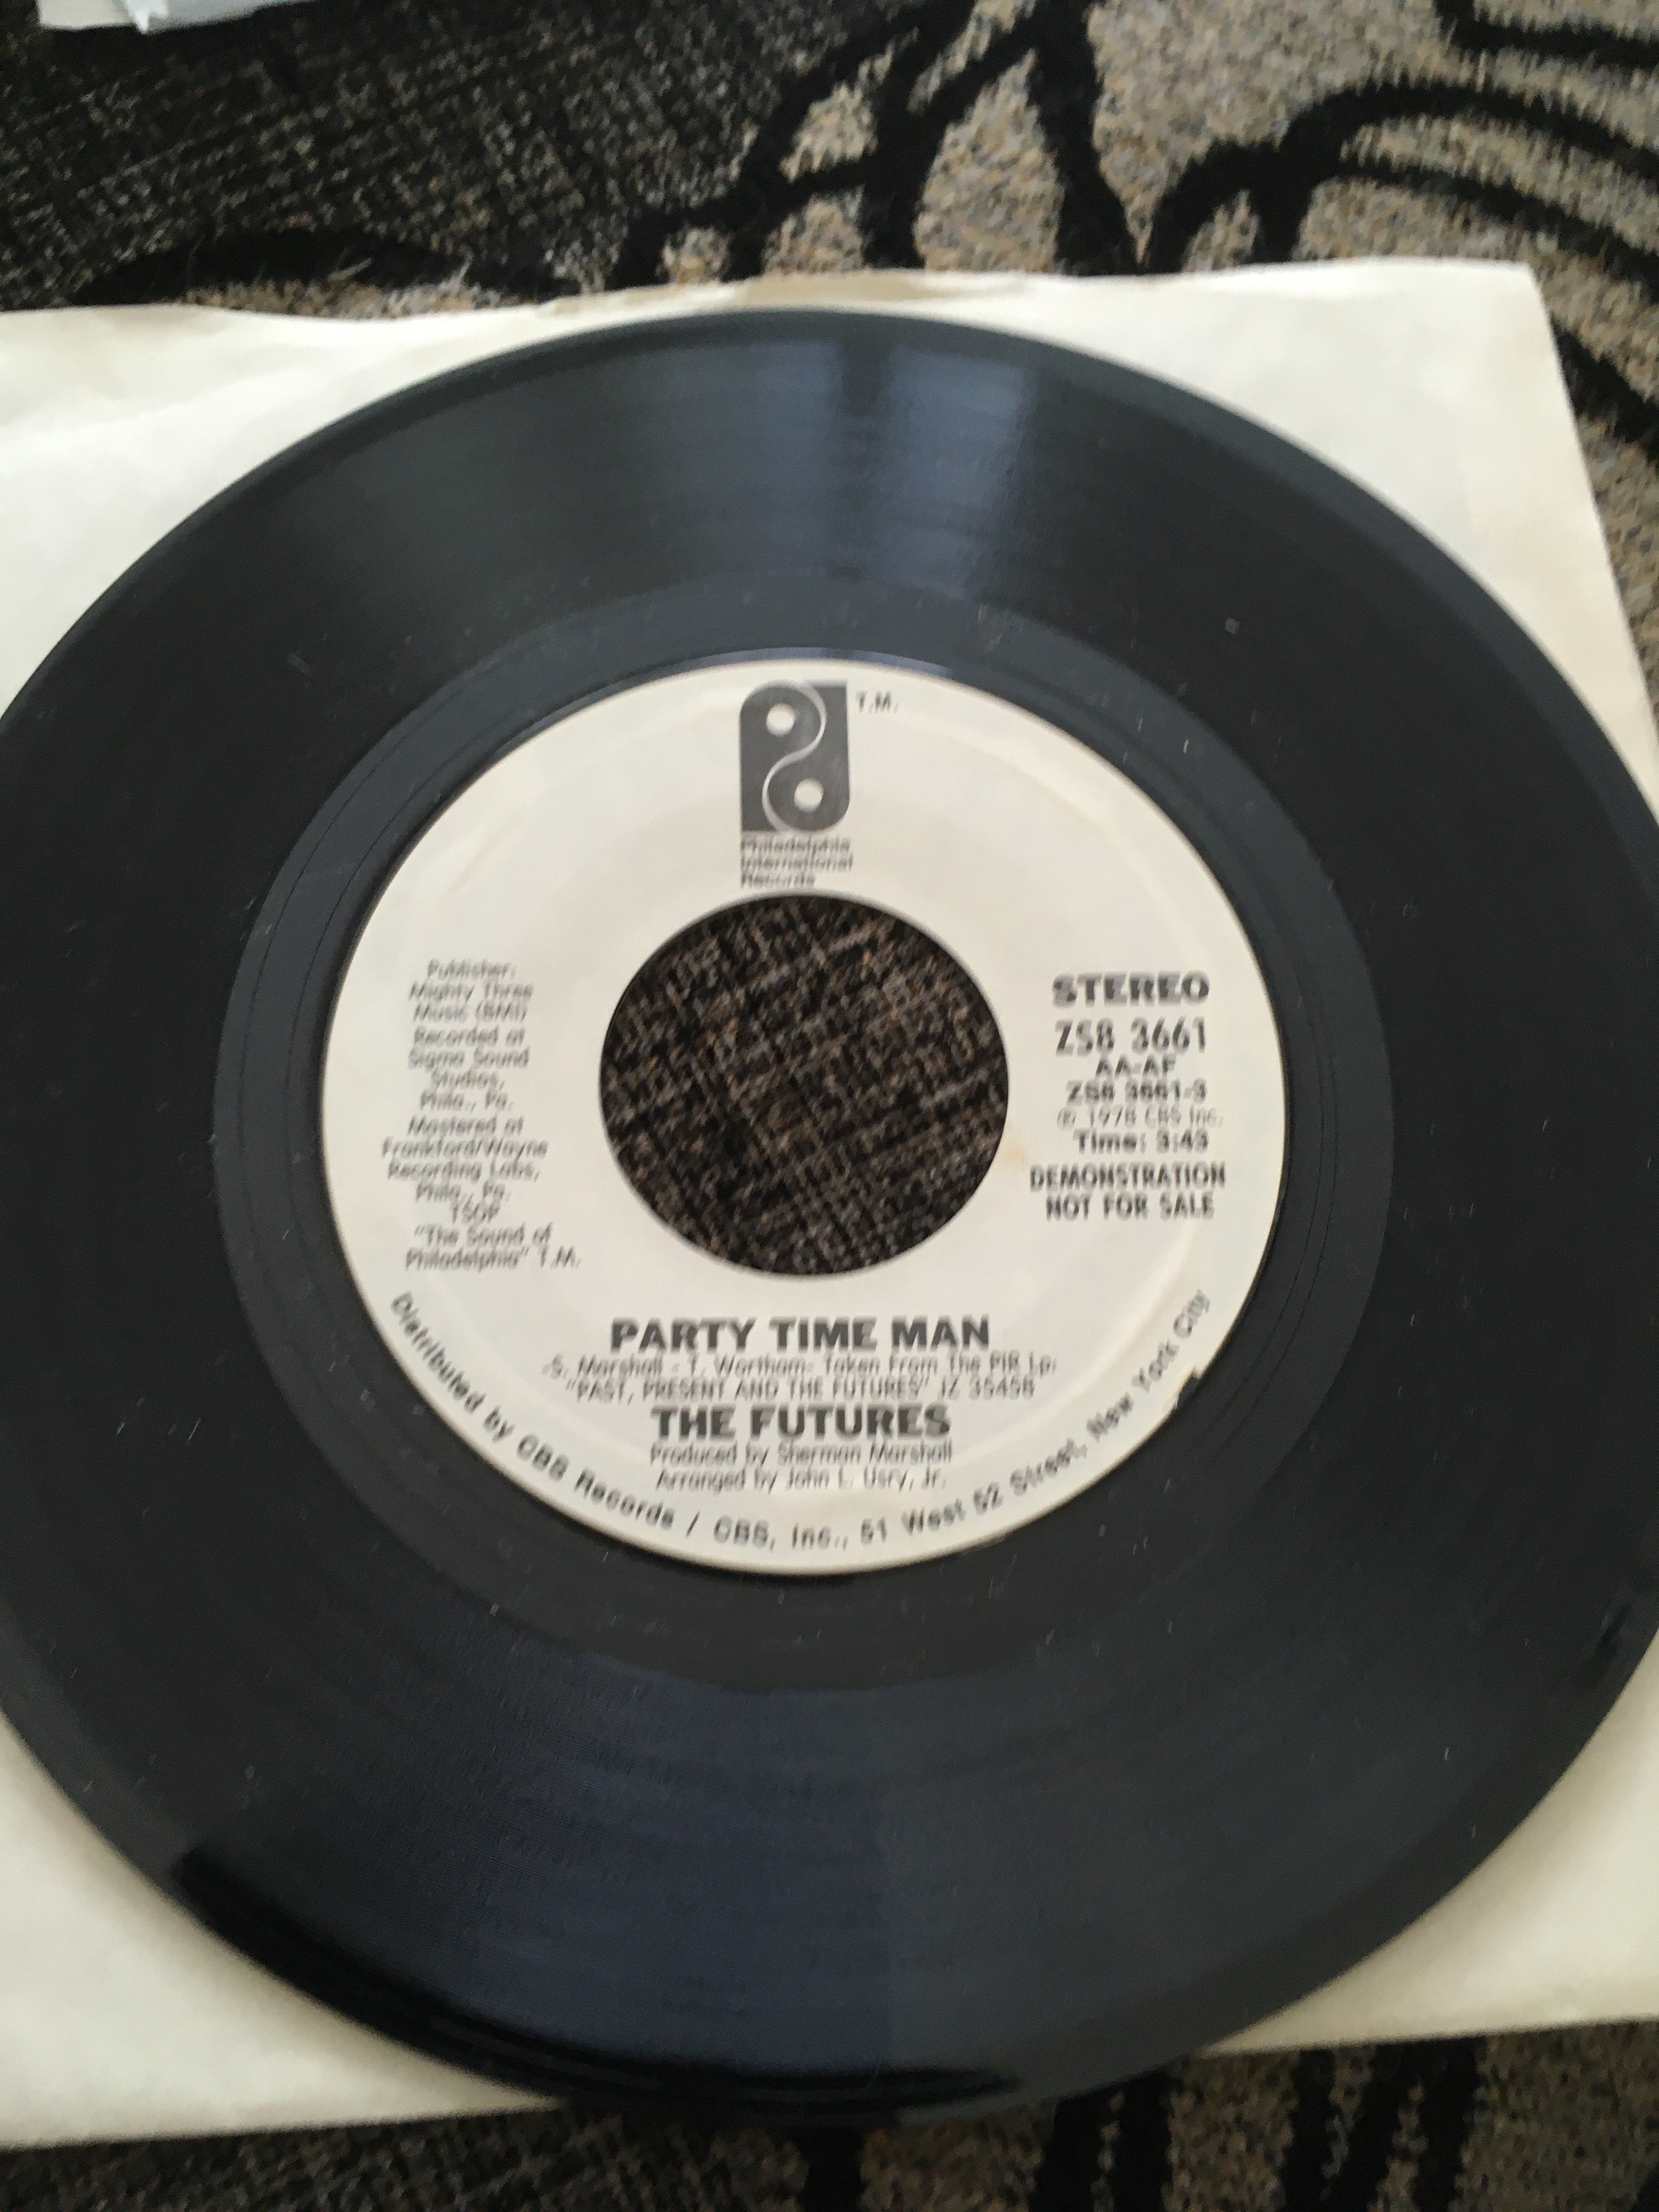 T.M.
Philadelphia
International
Records
Publisher:
Mighty Three
Music (BMI)
Recorded at
Sigma Sound
Studios,
Phila., Pa.
Mastered at
Frankford/Wayne
Recording Labs,
Phila., Pa.
TSOP
"The Sound of
Philadelphia" T.M.
STEREO
ZS8 3661
AA-AF
ZS8 3661-3
℗ 1978 CBS Inc.
Time: 3:43
DEMONSTRATION
NOT FOR SALE
PARTY TIME MAN
-S. Marshall - T. Wortham- Taken From The PIR Lp:
"PAST, PRESENT AND THE FUTURES" JZ 35458
THE FUTURES
Produced by Sherman Marshall
Arranged by John L. Usry, Jr.
Distributed by CBS Records / CBS, Inc., 51 West 52 Street, New York City